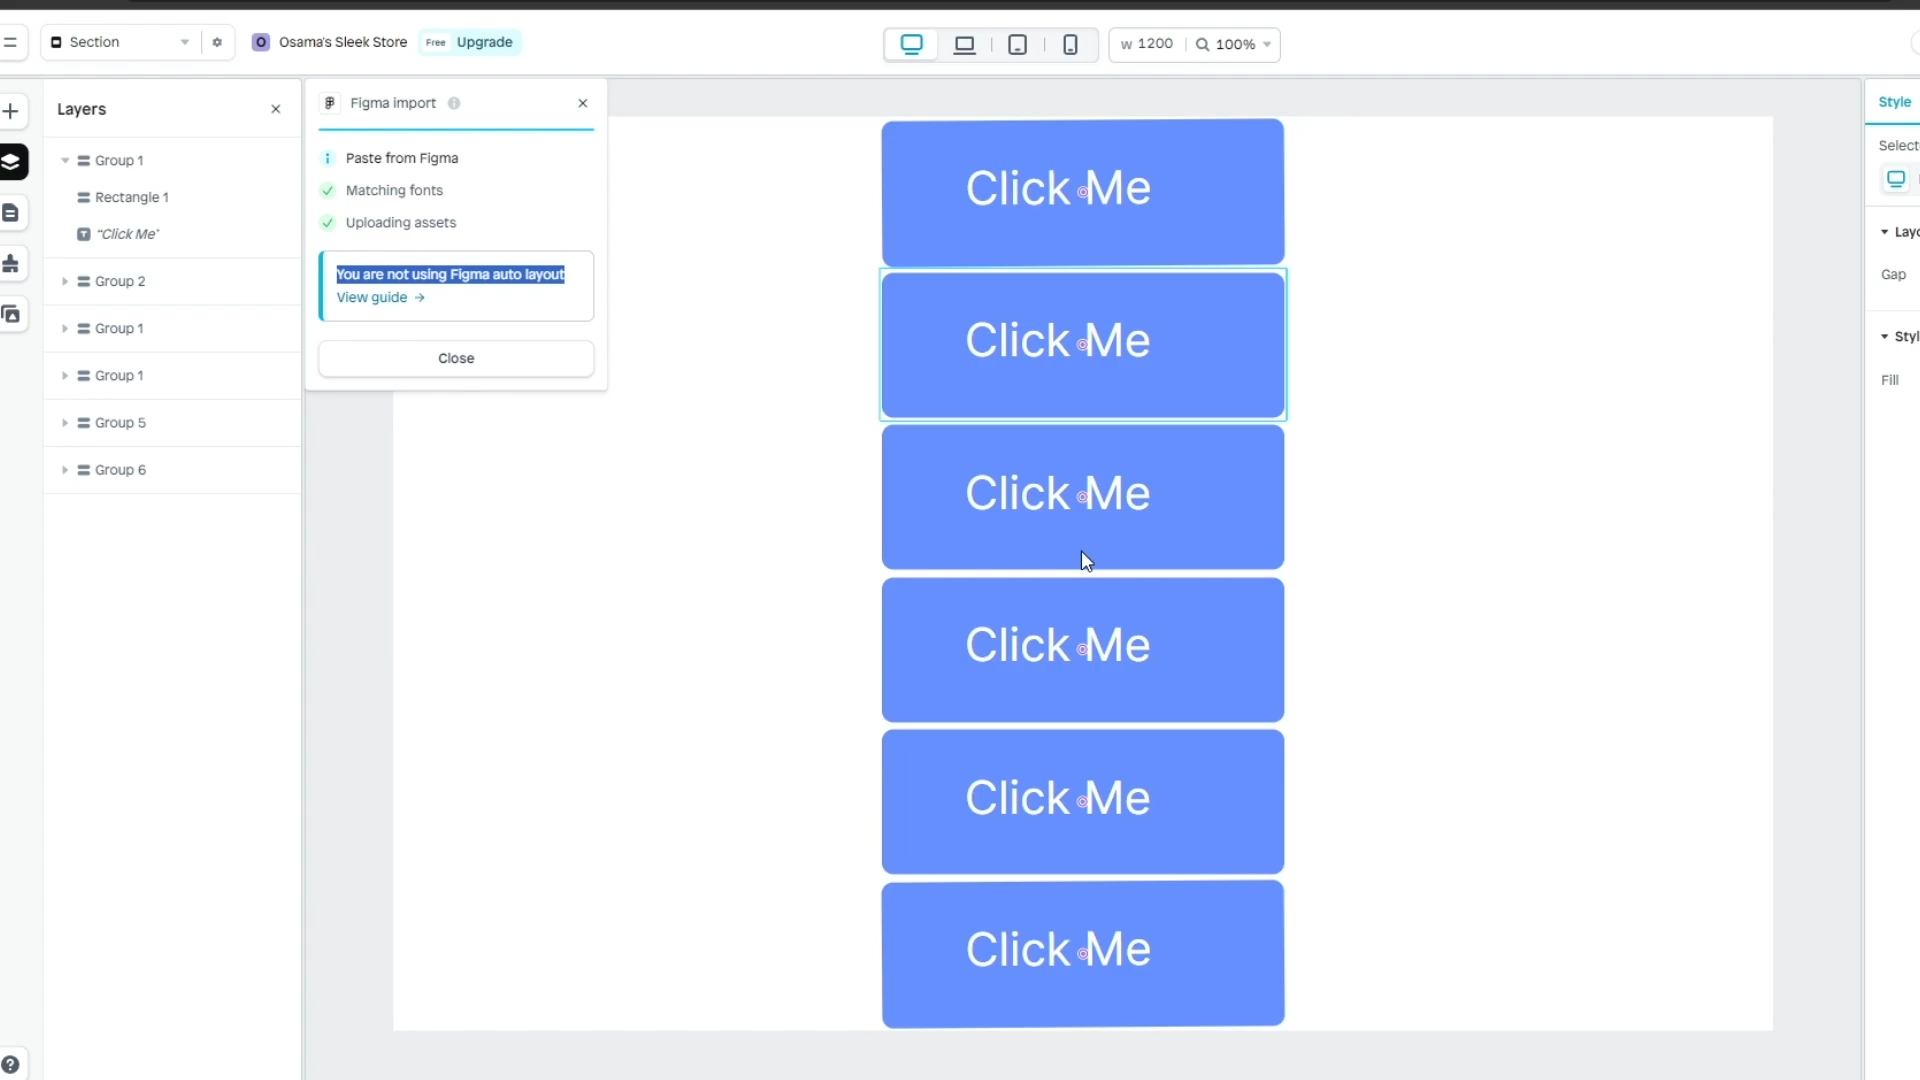 Section
O Osama's Sleek Store Free Upgrade
W 1200 100%
Layers
Group 1
Rectangle 1
T "Click Me"
Group 2
Group 1
Group 1
Group 5
Group 6
Figma import
Paste from Figma
Matching fonts
Uploading assets
You are not using Figma auto layout
View guide →
Close
Click Me
Click Me
Click Me
Click Me
Click Me
Click Me
Style
Gap
Fill